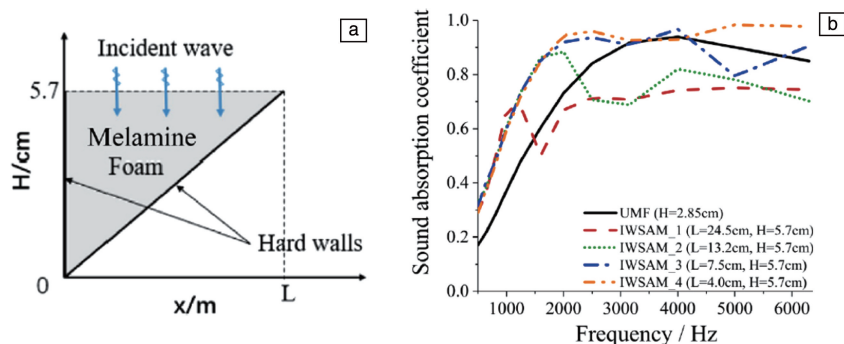 a
Incident wave
5.7
Melamine
Foam
H/cm
Hard walls
0
x/m
L
b
Sound absorption coefficient
1.0
0.8
0.6
0.4
0.2
0.0
UMF (H=2.85cm)
IWSAM_1 (L=24.5cm, H=5.7cm)
IWSAM_2 (L=13.2cm, H=5.7cm)
IWSAM_3 (L=7.5cm, H=5.7cm)
IWSAM_4 (L=4.0cm, H=5.7cm)
1000 2000 3000 4000 5000 6000
Frequency / Hz